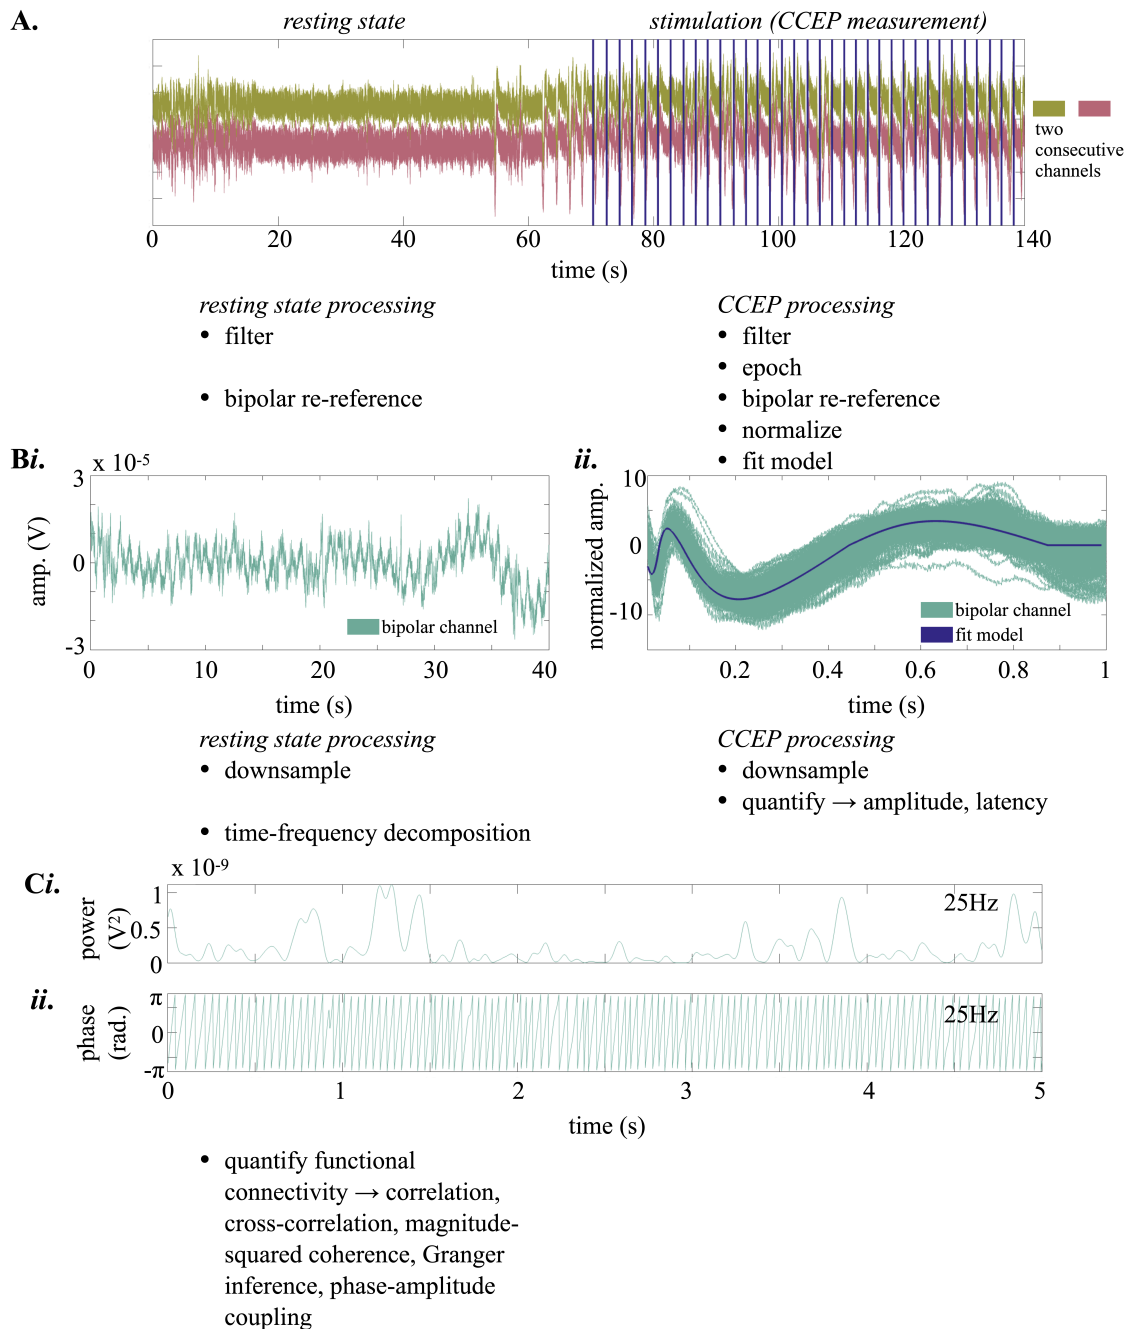 A.
resting state
stimulation (CCEP measurement)
two
consecutive
channels
0 20 40 60 80 100 120 140
time (s)
resting state processing
• filter
• bipolar re-reference
CCEP processing
• filter
• epoch
• bipolar re-reference
• normalize
• fit model
Bi.
x 10-5
3
0
-3
amp. (V)
bipolar channel
0 10 20 30 40
time (s)
ii.
10
0
-10
normalized amp.
bipolar channel
fit model
0.2 0.4 0.6 0.8 1
time (s)
resting state processing
• downsample
• time-frequency decomposition
CCEP processing
• downsample
• quantify → amplitude, latency
Ci.
x 10-9
1
0.5
0
power
(V2)
25Hz
ii.
π
0
-π
phase
(rad.)
25Hz
0 1 2 3 4 5
time (s)
• quantify functional
connectivity → correlation,
cross-correlation, magnitude-
squared coherence, Granger
inference, phase-amplitude
coupling